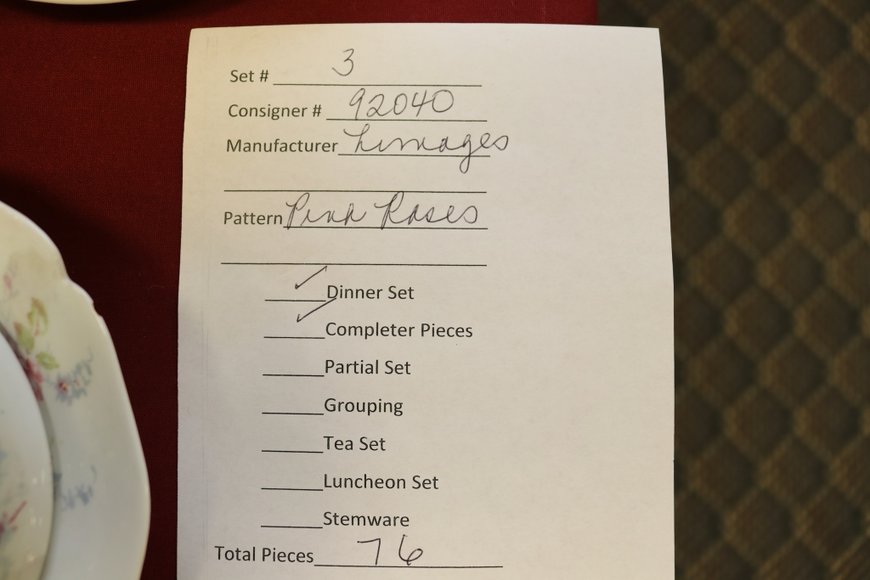 Set # 3
Consigner # 92040
Manufacturer Limages
Pattern Pink Roses
✓ Dinner Set
✓ Completer Pieces
Partial Set
Grouping
Tea Set
Luncheon Set
Stemware
Total Pieces 76